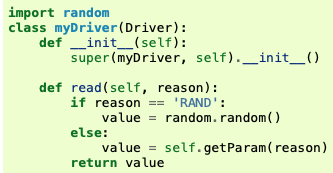 import random
class myDriver(Driver):
    def __init__(self):
        super(myDriver, self).__init__()

    def read(self, reason):
        if reason == 'RAND':
            value = random.random()
        else:
            value = self.getParam(reason)
        return value